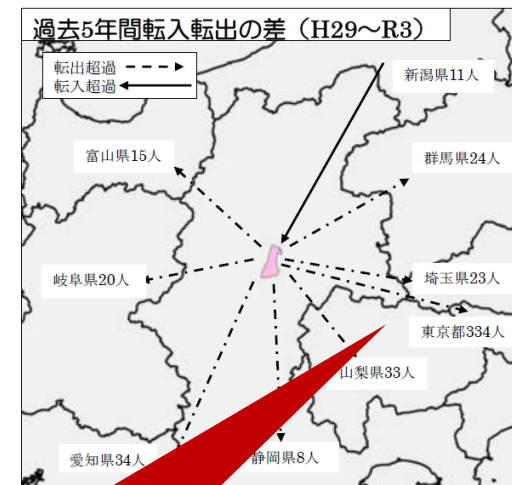 過去5年間転入転出の差（H29～R3）
転出超過
転入超過
新潟県11人
富山県15人
群馬県24人
岐阜県20人
埼玉県23人
東京都334人
山梨県33人
愛知県34人
静岡県8人